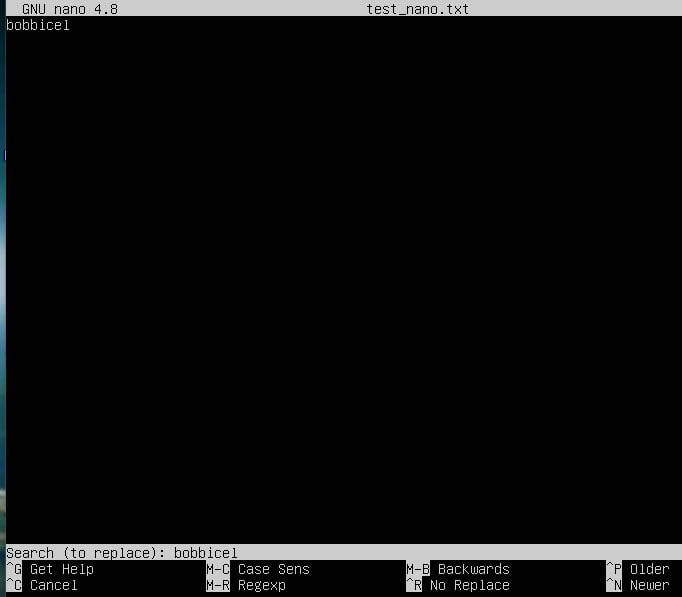 GNU nano 4.8 test_nano.txt
bobbicel
Search (to replace): bobbicel
^G Get Help M-C Case Sens M-B Backwards ^P Older
^C Cancel M-R Regexp ^R No Replace ^N Newer